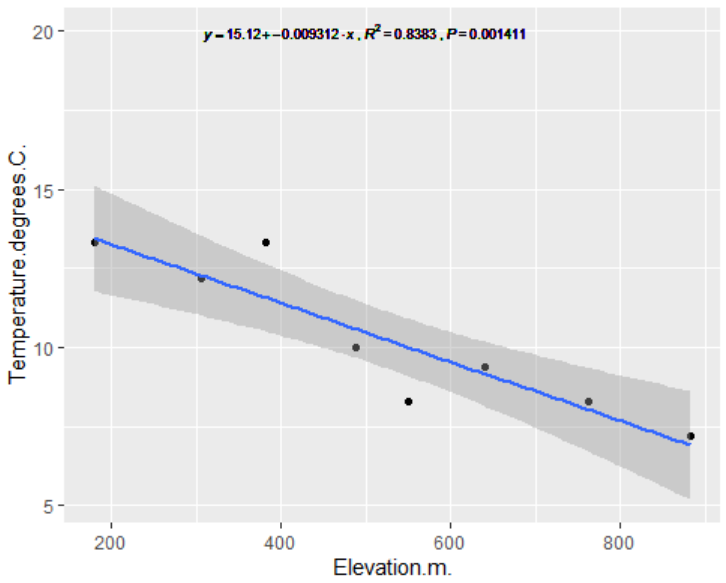 y = 15.12 + −0.009312 · x , R² = 0.8383 , P = 0.001411
20
15
10
5
Temperature.degrees.C.
200 400 600 800
Elevation.m.